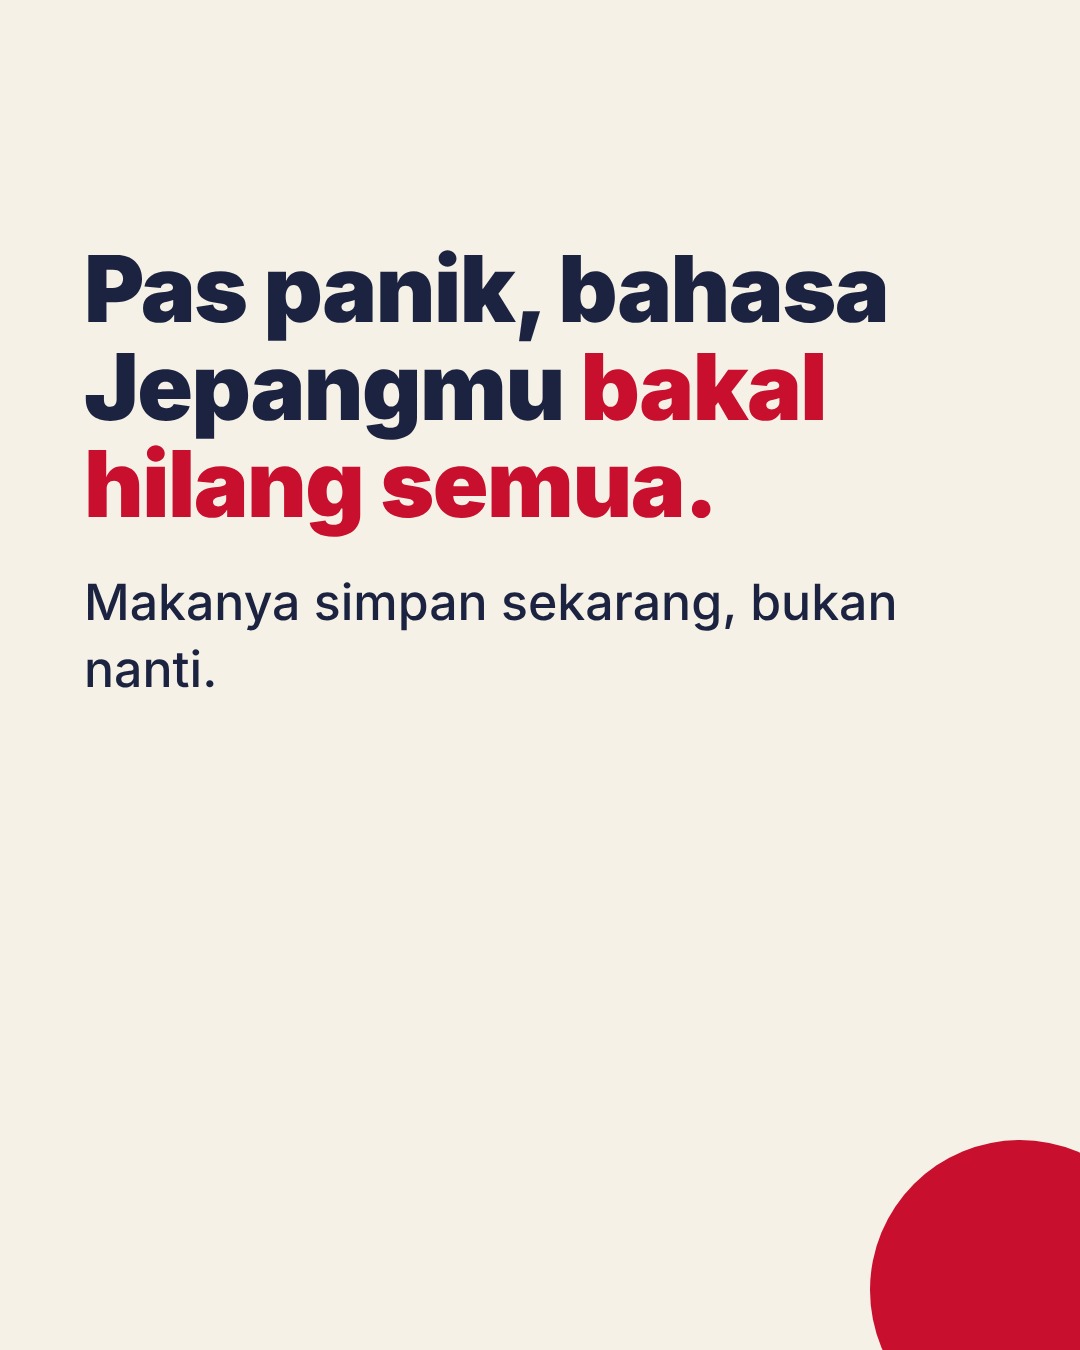 Pas panik, bahasa
Jepangmu bakal
hilang semua.
Makanya simpan sekarang, bukan
nanti.